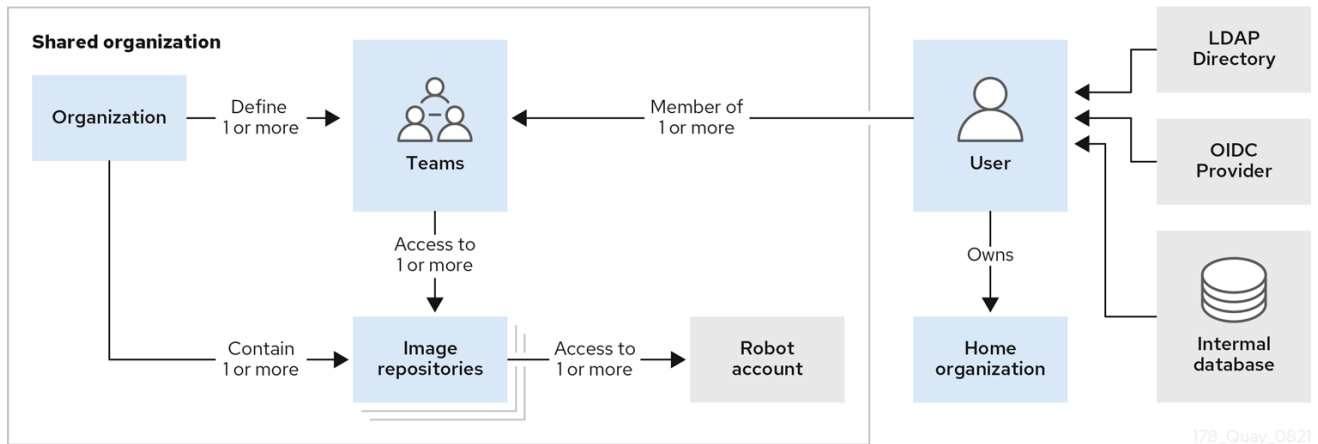 Shared organization
Organization
Define
1 or more
Teams
Member of
1 or more
User
LDAP
Directory
OIDC
Provider
Intermal
database
Access to
1 or more
Owns
Contain
1 or more
Image
repositories
Access to
1 or more
Robot
account
Home
organization
178_Quay_0821